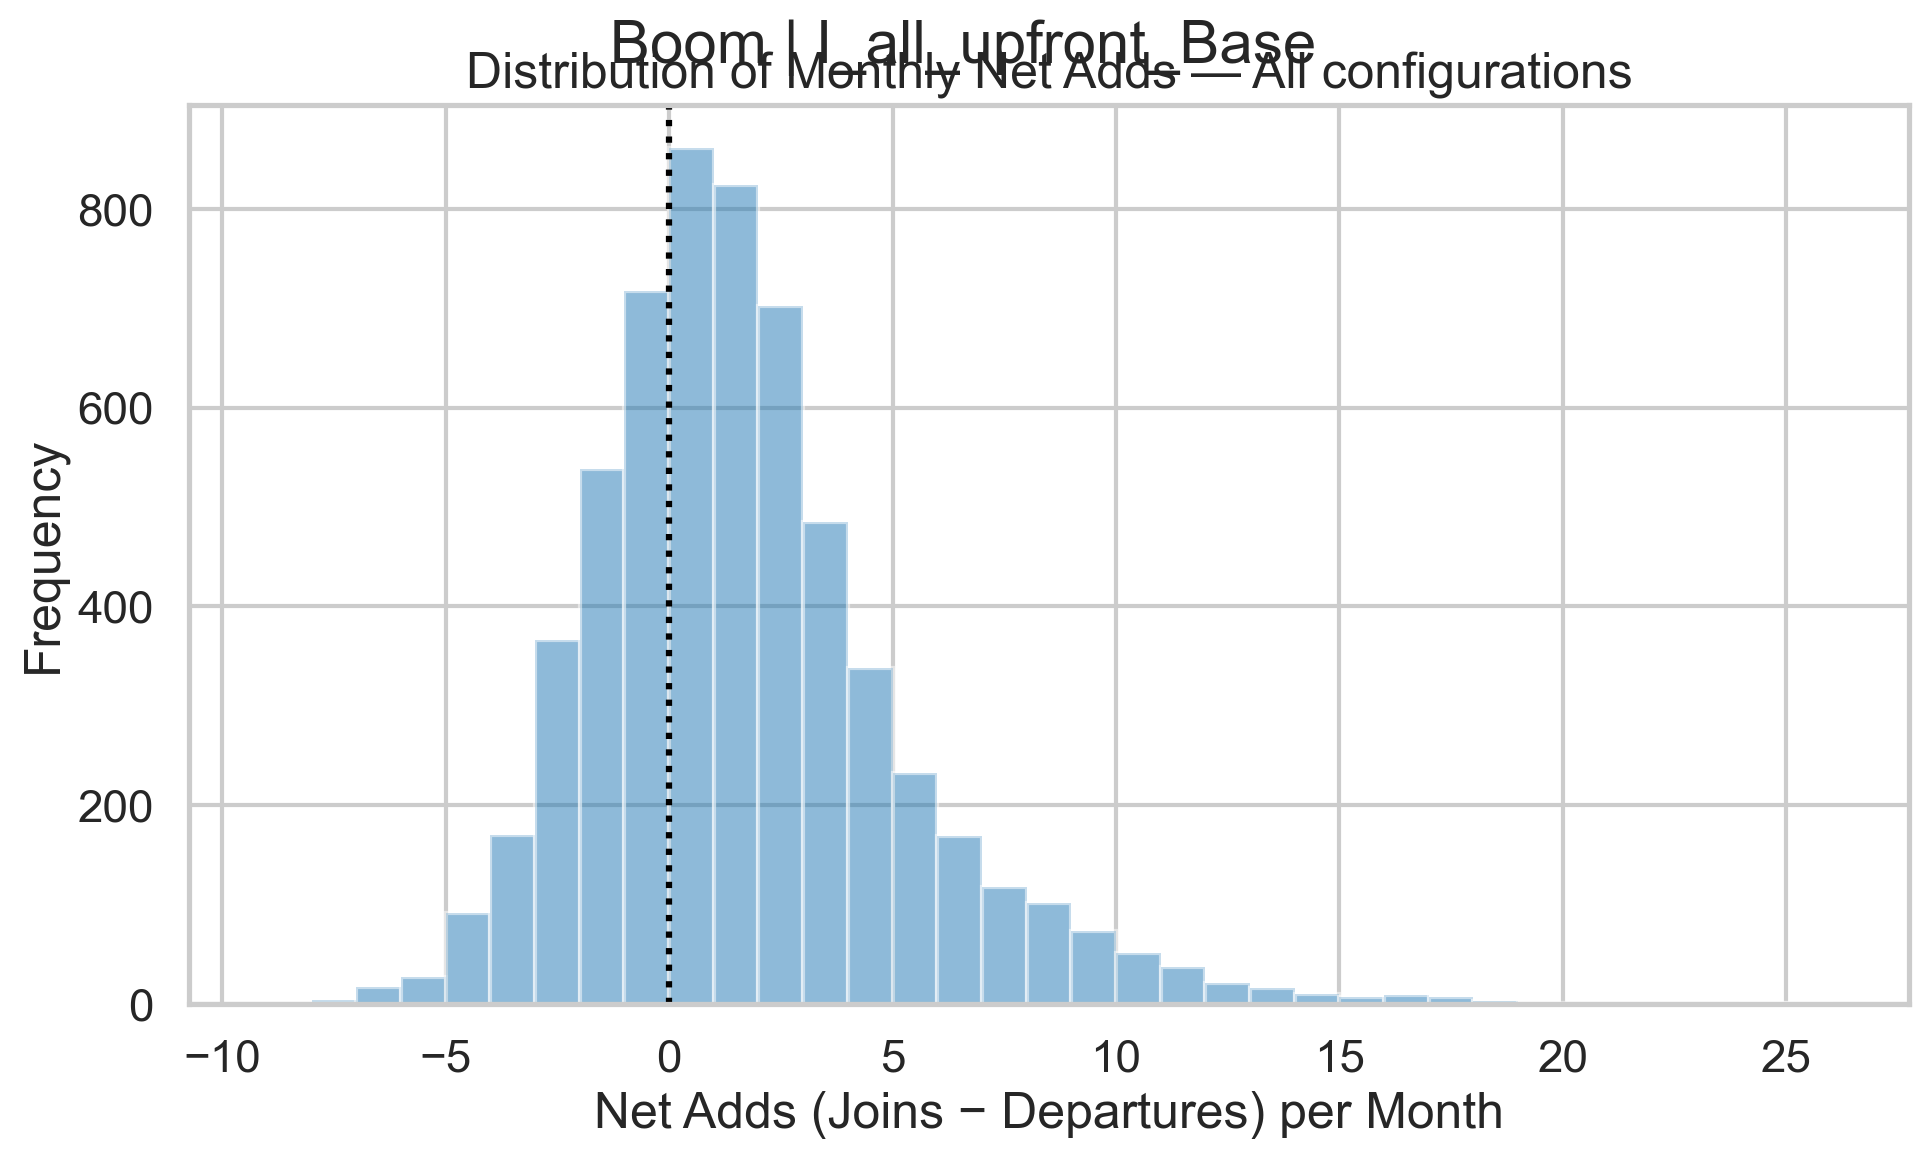 Boom | I_all_upfront_Base
Distribution of Monthly Net Adds — All configurations
Frequency
800
600
400
200
0
−10 −5 0 5 10 15 20 25
Net Adds (Joins − Departures) per Month